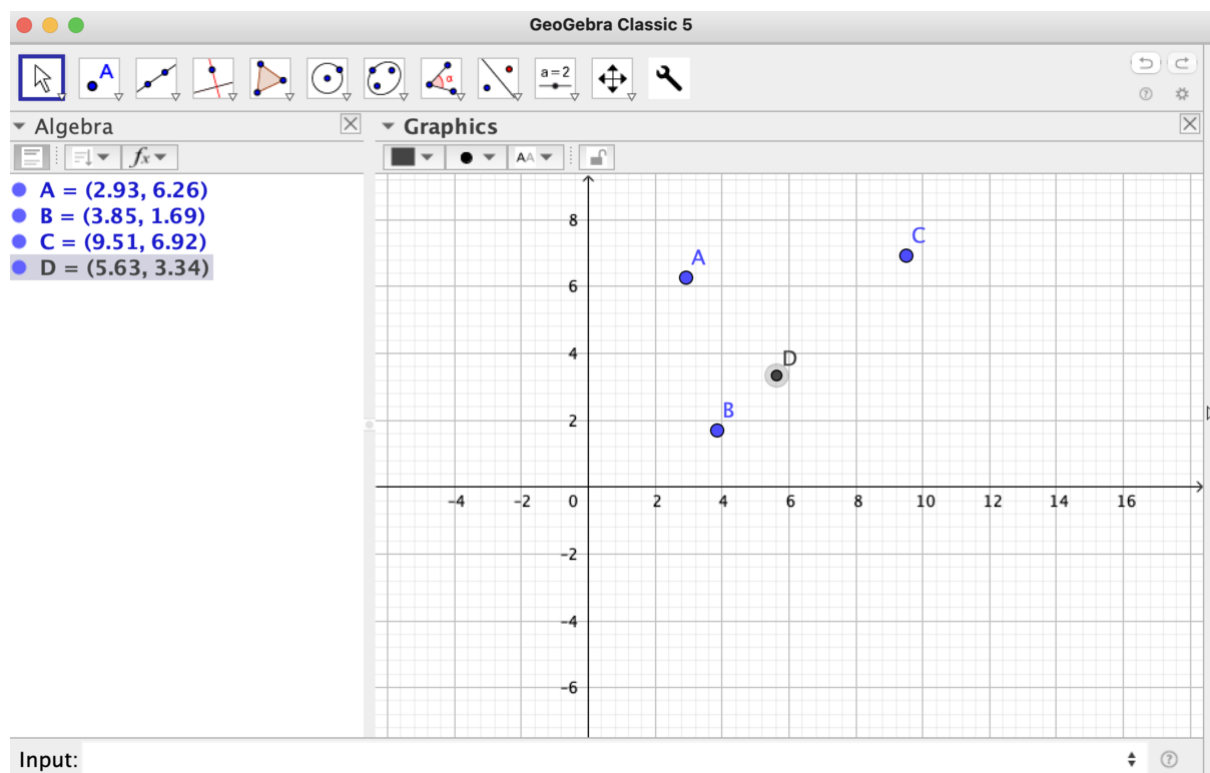 GeoGebra Classic 5
A
α
a=2
Algebra
Graphics
fx
AA
A = (2.93, 6.26)
B = (3.85, 1.69)
C = (9.51, 6.92)
D = (5.63, 3.34)
8
C
A
6
4
D
2
B
-4 -2 0 2 4 6 8 10 12 14 16
-2
-4
-6
Input:
?